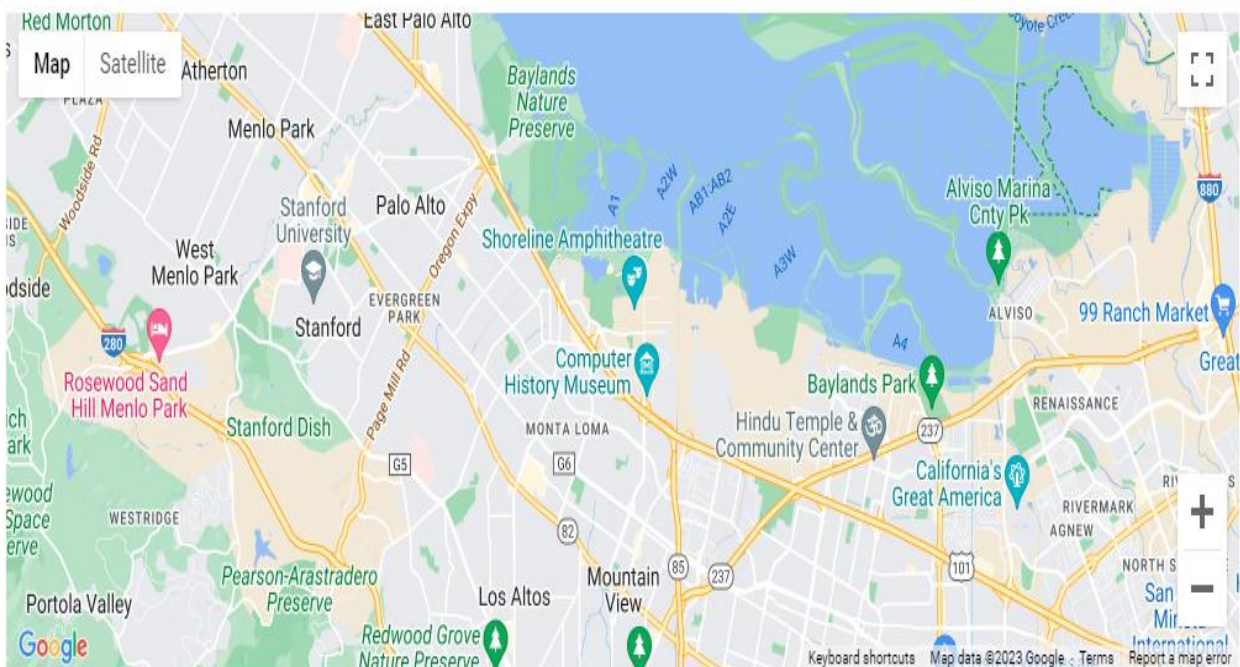 Red Morton
East Palo Alto
Coyote Creek
Map
Satellite
Atherton
PLAZA
Baylands
Nature
Preserve
Menlo Park
Woodside Rd
Stanford
University
Palo Alto
Oregon Expy
A1
A2W
AB1:AB2
A2E
A3W
A4
Alviso Marina
Cnty Pk
880
West
Menlo Park
Shoreline Amphitheatre
EVERGREEN
PARK
Stanford
ALVISO
99 Ranch Market
Great
280
Rosewood Sand
Hill Menlo Park
Computer
History Museum
Baylands Park
Page Mill Rd
Stanford Dish
MONTA LOMA
Hindu Temple &
Community Center
237
RENAISSANCE
G5
G6
California's
Great America
WESTRIDGE
RIVERMARK
AGNEW
82
85
237
101
Pearson-Arastradero
Preserve
Los Altos
Mountain
View
Portola Valley
Redwood Grove
Nature Preserve
San
International
Google
Keyboard shortcuts
Map data ©2023 Google
Terms
Report a map error